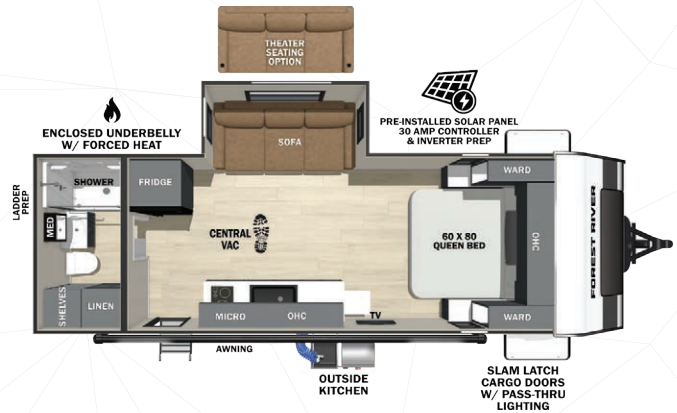 THEATER
SEATING
OPTION
ENCLOSED UNDERBELLY
W/ FORCED HEAT
PRE-INSTALLED SOLAR PANEL
30 AMP CONTROLLER
& INVERTER PREP
SOFA
LADDER
PREP
SHOWER
FRIDGE
WARD
MED
CENTRAL
VAC
60 X 80
QUEEN BED
OHC
FOREST RIVER
SHELVES
LINEN
MICRO
OHC
TV
WARD
AWNING
OUTSIDE
KITCHEN
SLAM LATCH
CARGO DOORS
W/ PASS-THRU
LIGHTING